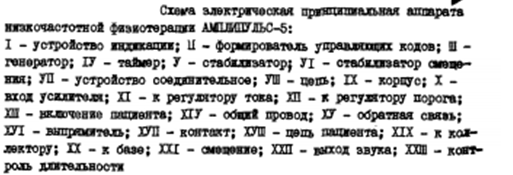 Схема электрическая принципиальная аппарата
низкочастотной физиотерапии АМПЛИПУЛЬС-5:
I - устройство индикации; II - формирователь управляющих кодов; Ш -
генератор; IУ - таймер; У - стабилизатор; УI - стабилизатор смеще-
ния; УП - устройство соединительное; УШ - цепь; IX - корпус; X -
вход усилителя; XI - к регулятору тока; XП - к регулятору порога;
XШ - включение пациента; XIУ - общий провод; XУ - обратная связь;
XУI - выпрямитель; XУП - контакт; XУШ - цепь пациента; XIX - к кол-
лектору; XX - к базе; XXI - смещение; XXП - выход звука; XXШ - конт-
роль длительности